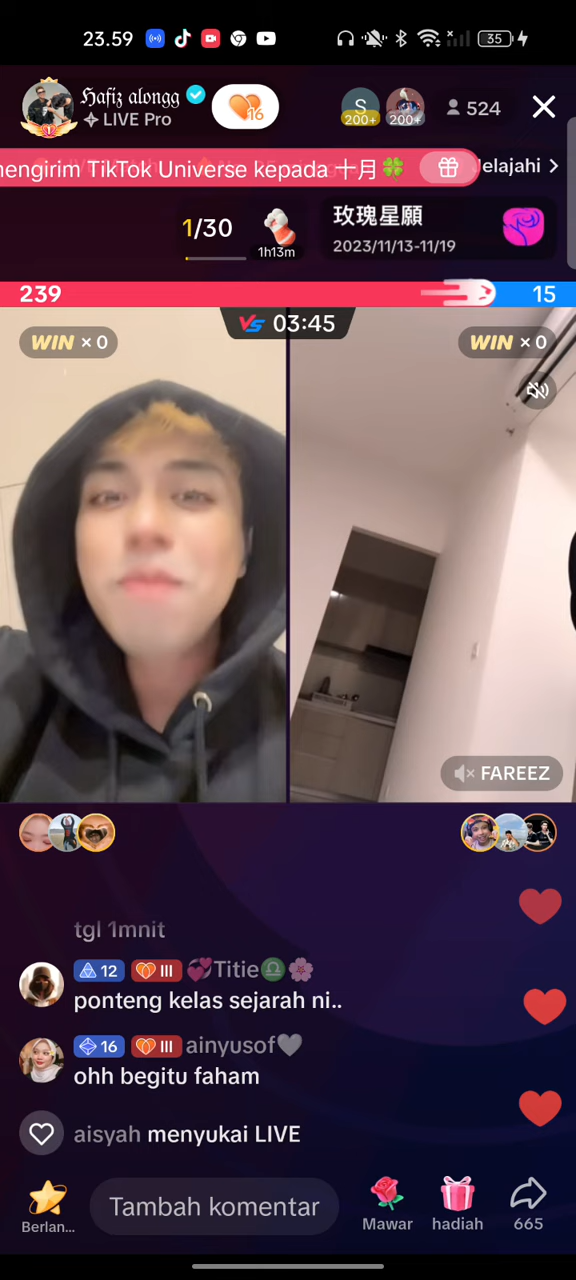 23.59
35
Hafiz alongg
LIVE Pro
16
S
200+
200+
524
mengirim TikTok Universe kepada 十月🍀
Jelajahi >
1/30
1h13m
玫瑰星願
2023/11/13-11/19
239
15
VS 03:45
WIN × 0
WIN × 0
FAREEZ
tgl 1mnit
12 III 💞Titie♎🌸
ponteng kelas sejarah ni..
16 III ainyusof🤍
ohh begitu faham
aisyah menyukai LIVE
Berlan...
Tambah komentar
Mawar
hadiah
665